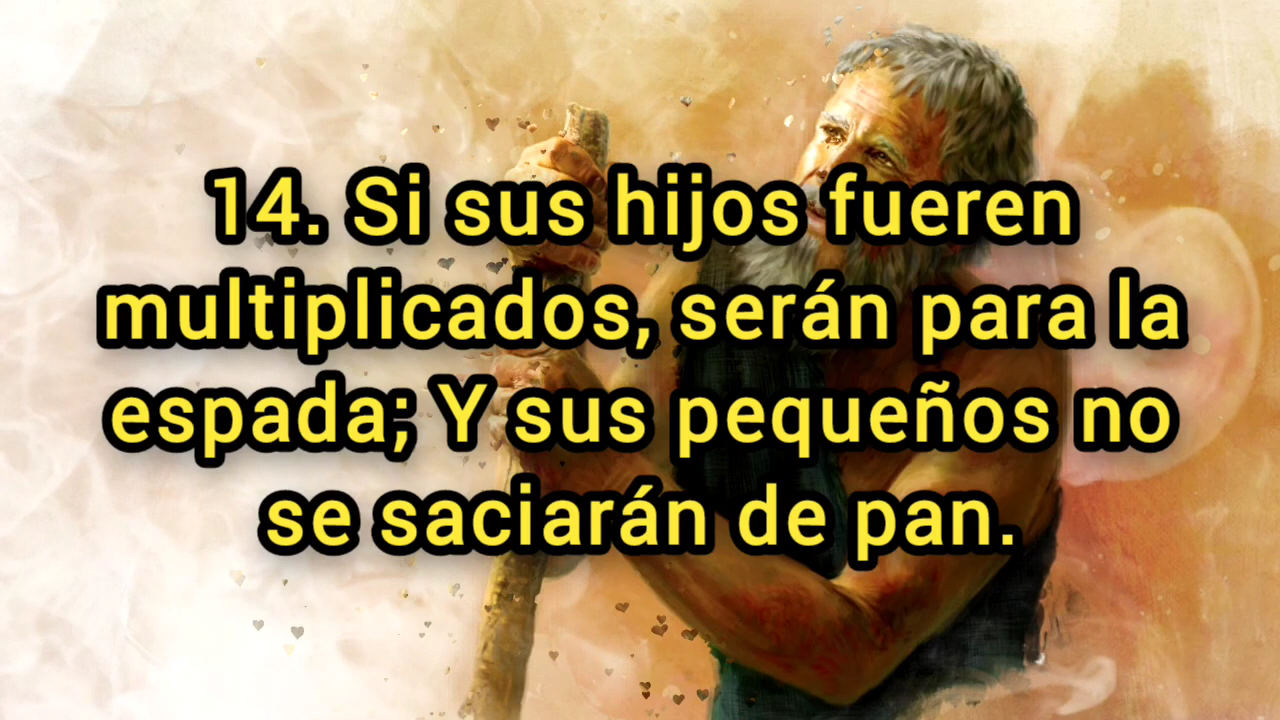 14. Si sus hijos fueren
multiplicados, serán para la
espada; Y sus pequeños no
se saciarán de pan.